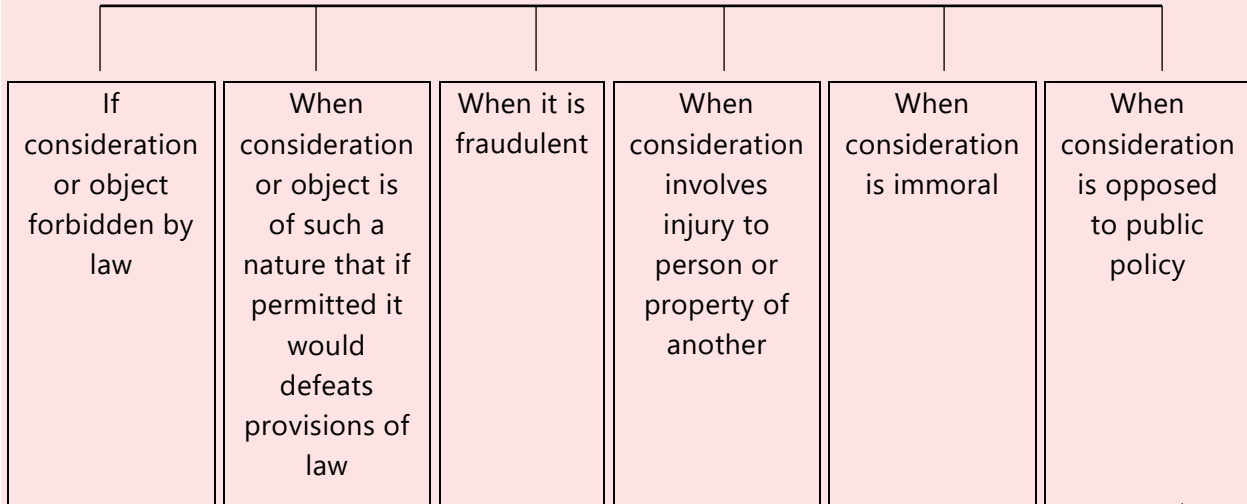 If
consideration
or object
forbidden by
law
When
consideration
or object is
of such a
nature that if
permitted it
would
defeats
provisions of
law
When it is
fraudulent
When
consideration
involves
injury to
person or
property of
another
When
consideration
is immoral
When
consideration
is opposed
to public
policy